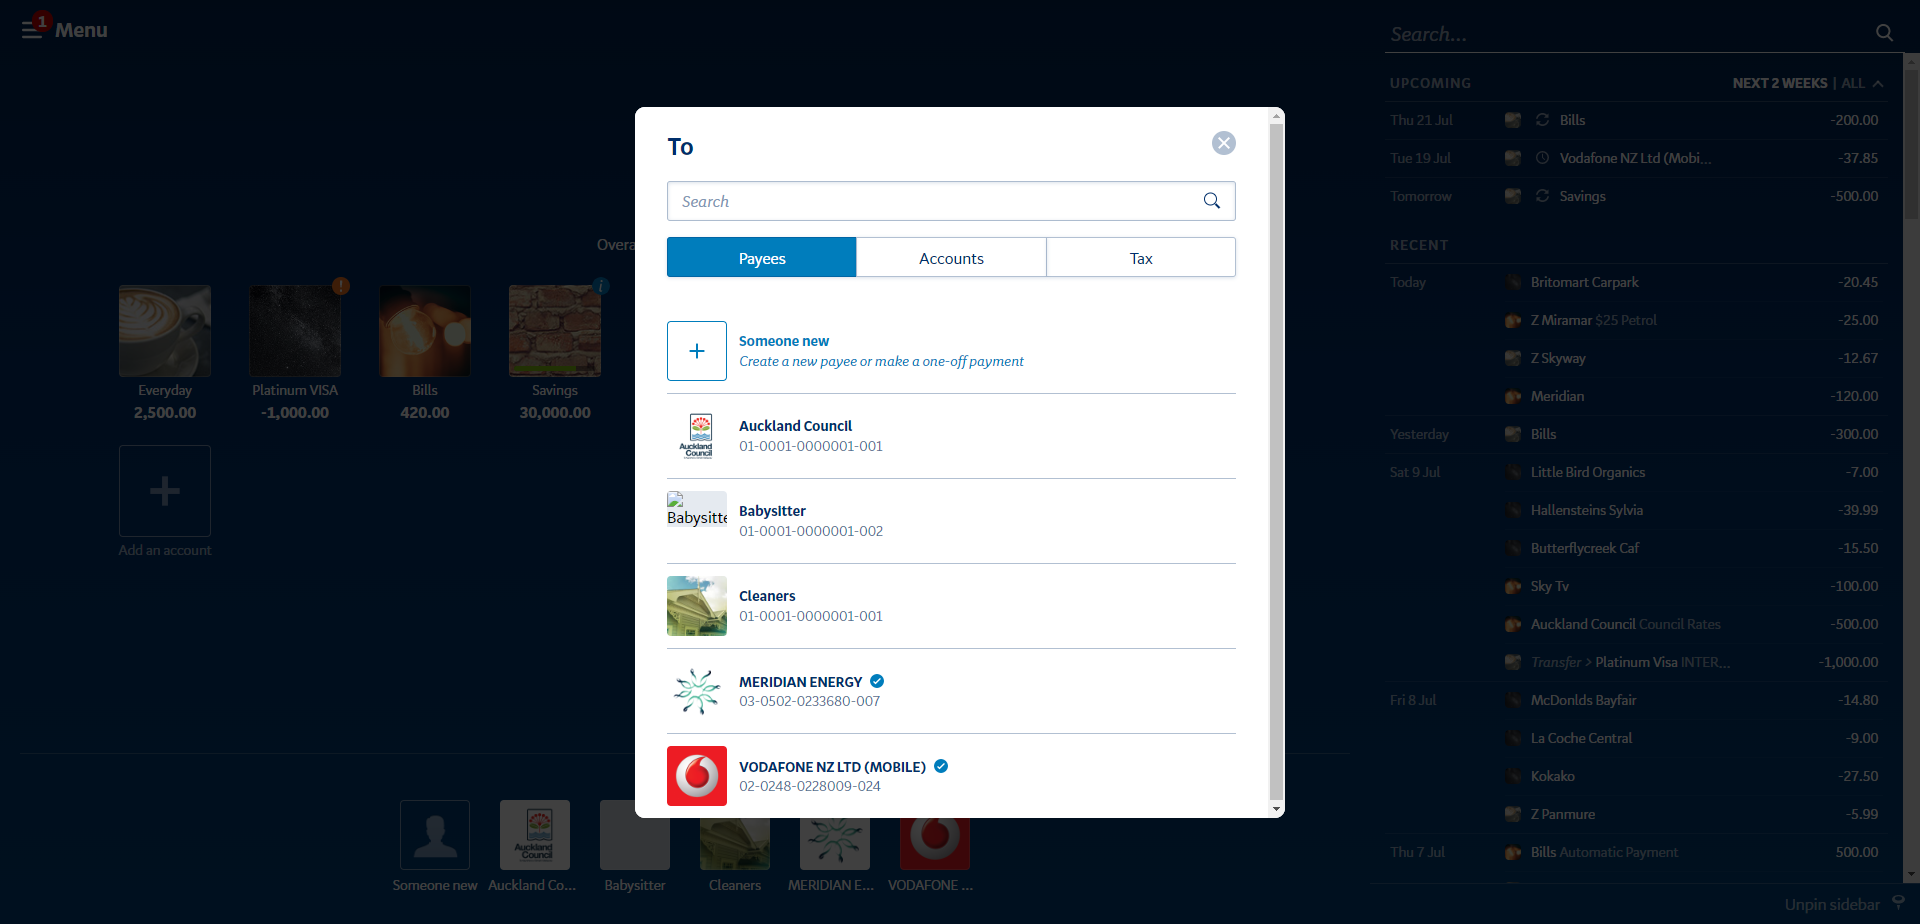 1
Menu
Search...
UPCOMING
NEXT 2 WEEKS | ALL
Thu 21 Jul Bills -200.00
Tue 19 Jul Vodafone NZ Ltd (Mobi... -37.85
Tomorrow Savings -500.00
RECENT
Today Britomart Carpark -20.45
Z Miramar $25 Petrol -25.00
Z Skyway -12.67
Meridian -120.00
Yesterday Bills -300.00
Sat 9 Jul Little Bird Organics -7.00
Hallensteins Sylvia -39.99
Butterflycreek Caf -15.50
Sky Tv -100.00
Auckland Council Council Rates -500.00
Transfer > Platinum Visa INTER... -1,000.00
Fri 8 Jul McDonlds Bayfair -14.80
La Coche Central -9.00
Kokako -27.50
Z Panmure -5.99
Thu 7 Jul Bills Automatic Payment 500.00
Unpin sidebar
Overa
!
i
Everyday
2,500.00
Platinum VISA
-1,000.00
Bills
420.00
Savings
30,000.00
Add an account
To
Search
Payees
Accounts
Tax
Someone new
Create a new payee or make a one-off payment
Auckland
Council
Auckland Council
01-0001-0000001-001
Babysitte
Babysitter
01-0001-0000001-002
Cleaners
01-0001-0000001-001
MERIDIAN ENERGY
03-0502-0233680-007
VODAFONE NZ LTD (MOBILE)
02-0248-0228009-024
Auckland
Council
Someone new
Auckland Co...
Babysitter
Cleaners
MERIDIAN E...
VODAFONE ...